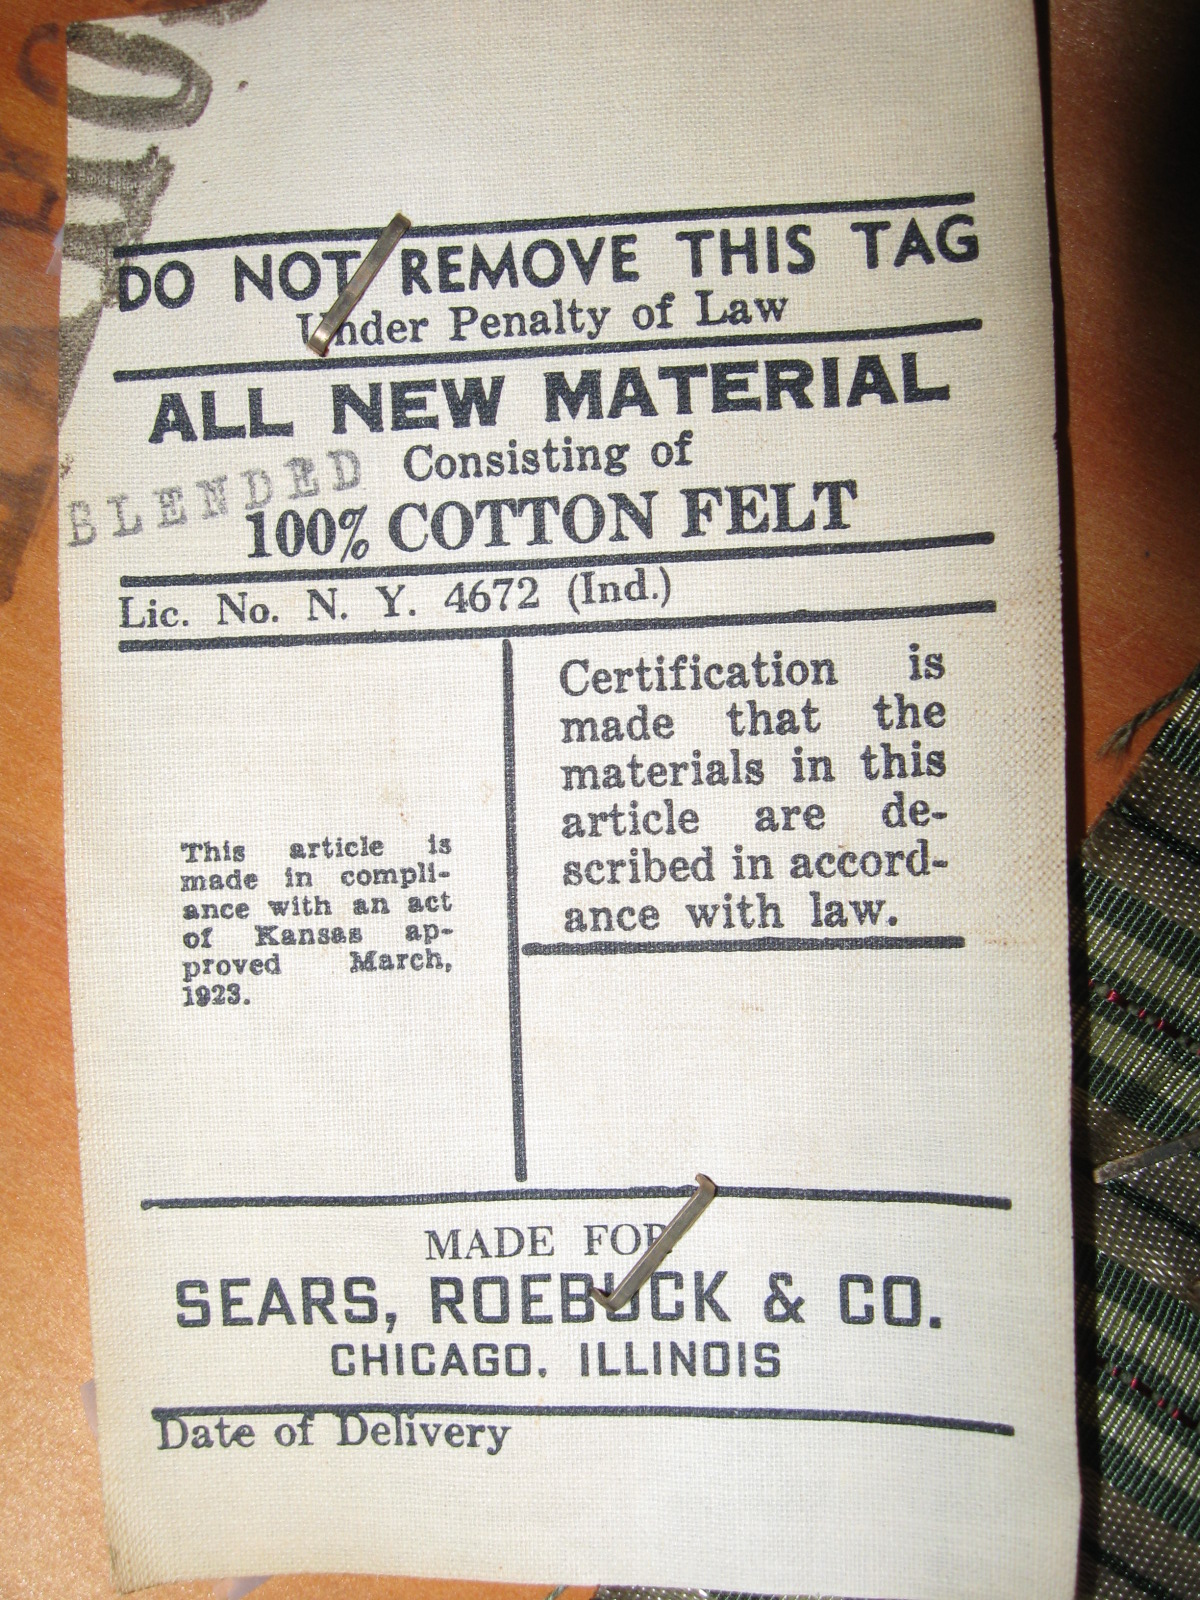 DO NOT REMOVE THIS TAG
Under Penalty of Law
ALL NEW MATERIAL
Consisting of
BLENDED
100% COTTON FELT
Lic. No. N. Y. 4672 (Ind.)
This article is
made in compli-
ance with an act
of Kansas ap-
proved March,
1923.
Certification is
made that the
materials in this
article are de-
scribed in accord-
ance with law.
MADE FOR
SEARS, ROEBUCK & CO.
CHICAGO, ILLINOIS
Date of Delivery